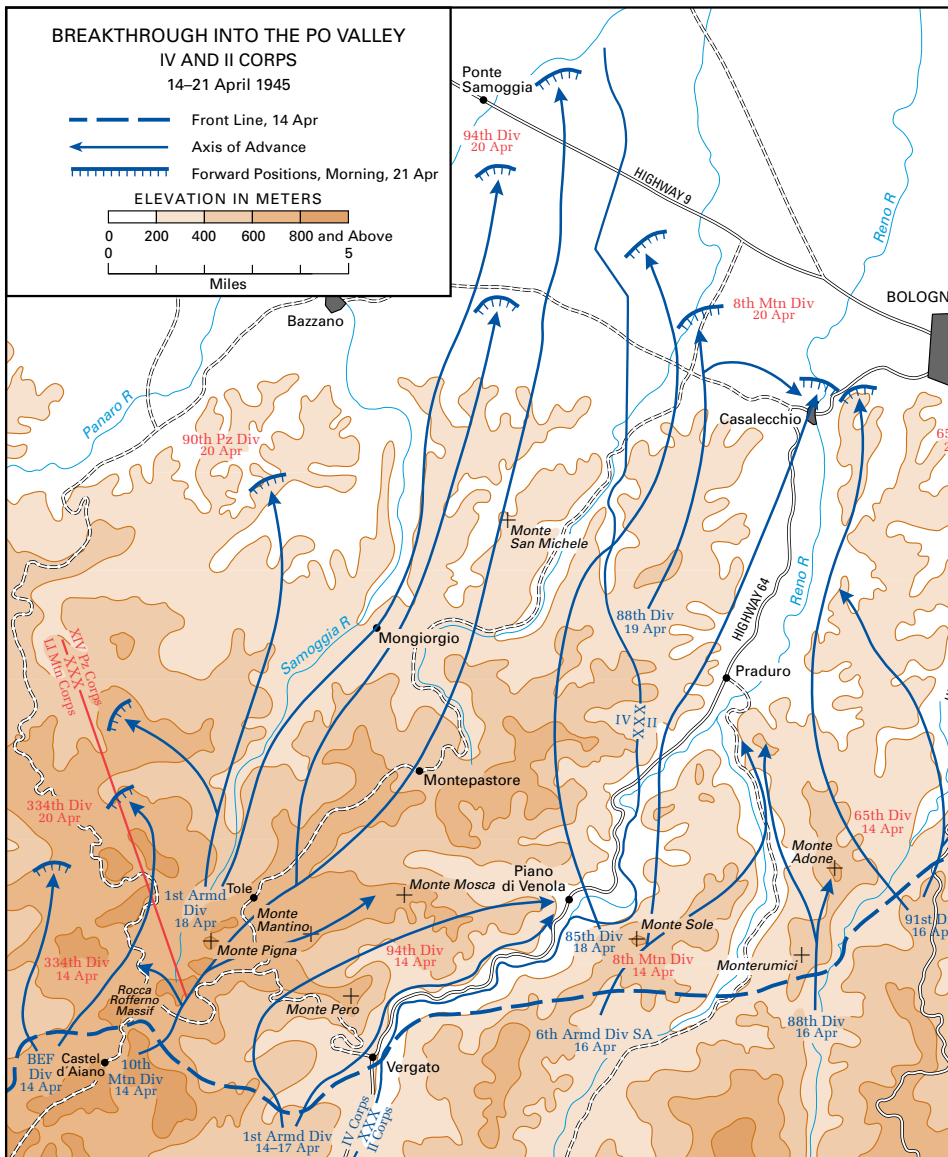 BREAKTHROUGH INTO THE PO VALLEY
IV AND II CORPS
14–21 April 1945
Front Line, 14 Apr
Axis of Advance
Forward Positions, Morning, 21 Apr
ELEVATION IN METERS
0 200 400 600 800 and Above
0 5
Miles
Ponte
Samoggia
94th Div
20 Apr
HIGHWAY 9
Reno R
8th Mtn Div
20 Apr
BOLOGN
Bazzano
Panaro R
Casalecchio
65
2
90th Pz Div
20 Apr
Monte
San Michele
HIGHWAY 64
Reno R
88th Div
19 Apr
Samoggia R
Mongiorgio
XIV Pz Corps
XXX
LI Mtn Corps
Praduro
IV XXX II
Montepastore
334th Div
20 Apr
65th Div
14 Apr
Monte
Adone
1st Armd
Div
18 Apr
Tole
Monte
Mantino
Monte Mosca
Piano
di Venola
91st D
16 Ap
Monte Pigna
94th Div
14 Apr
85th Div
18 Apr
Monte Sole
8th Mtn Div
14 Apr
334th Div
14 Apr
Monterumici
Rocca
Rofferno
Massif
Monte Pero
6th Armd Div SA
16 Apr
88th Div
16 Apr
BEF
Div
14 Apr
Castel
d'Aiano
10th
Mtn Div
14 Apr
Vergato
1st Armd Div
14–17 Apr
IV Corps
XXX
II Corps